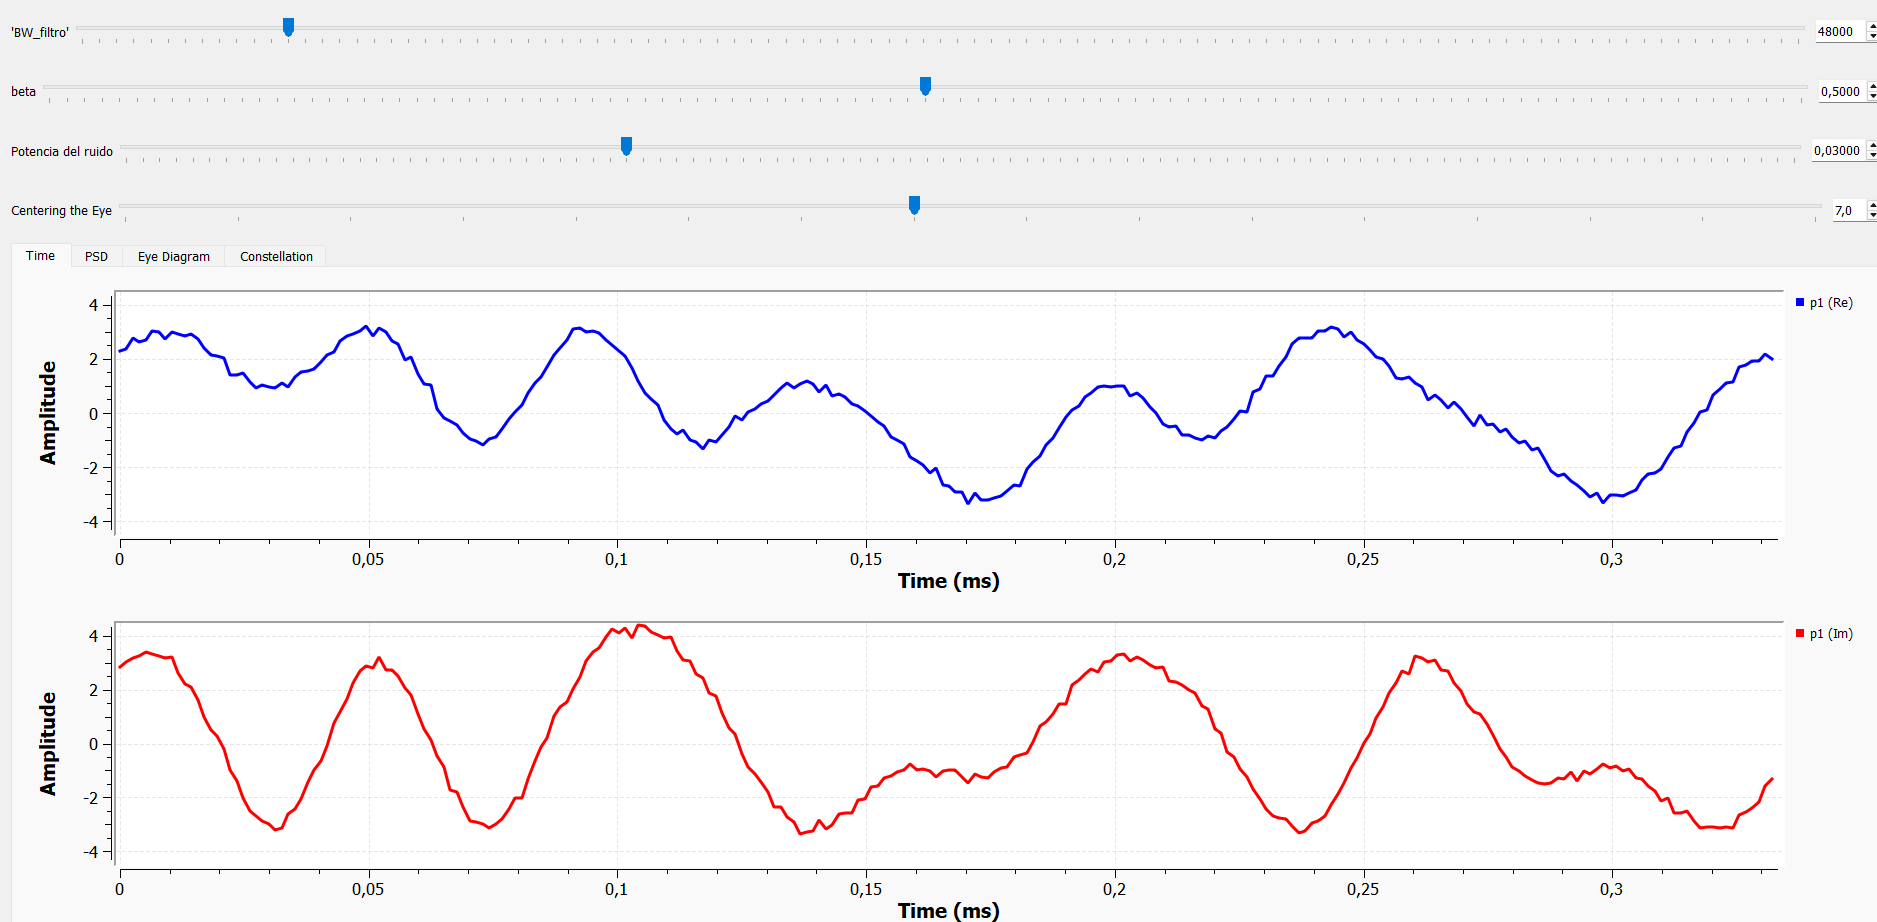 'BW_filtro' 48000
beta 0,5000
Potencia del ruido 0,03000
Centering the Eye 7,0
Time PSD Eye Diagram Constellation
4
2
0
-2
-4
Amplitude
p1 (Re)
0 0,05 0,1 0,15 0,2 0,25 0,3
Time (ms)
4
2
0
-2
-4
Amplitude
p1 (Im)
0 0,05 0,1 0,15 0,2 0,25 0,3
Time (ms)